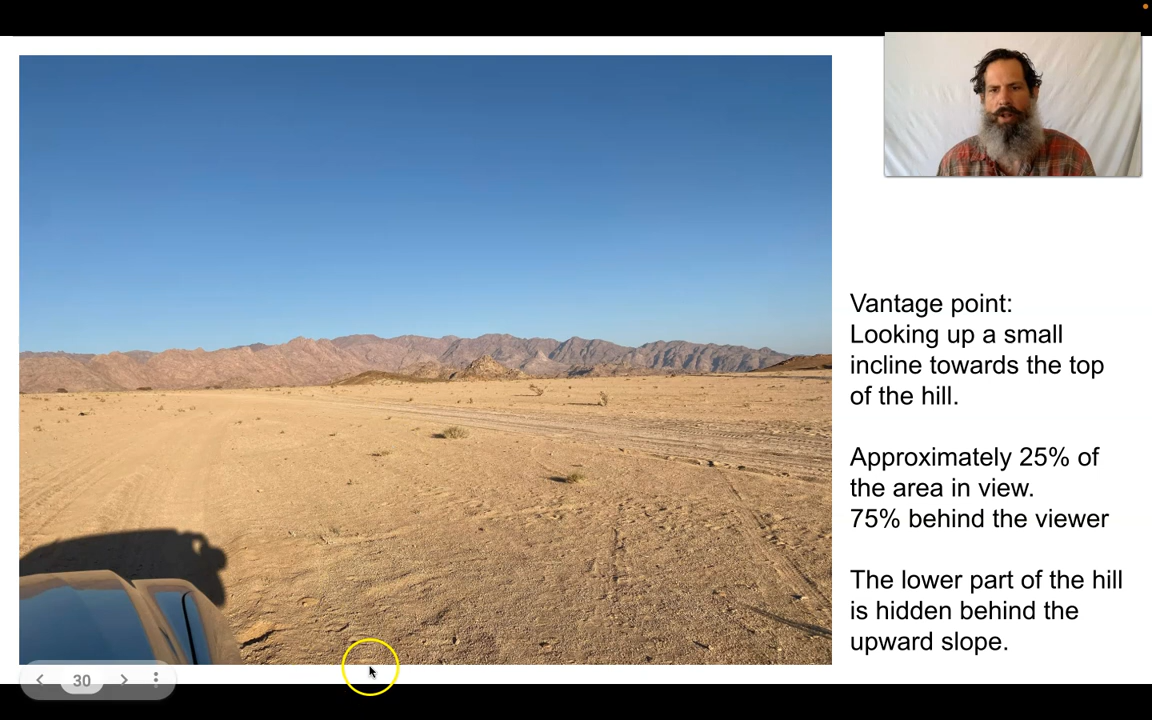 Vantage point:
Looking up a small
incline towards the top
of the hill.
Approximately 25% of
the area in view.
75% behind the viewer
The lower part of the hill
is hidden behind the
upward slope.
30